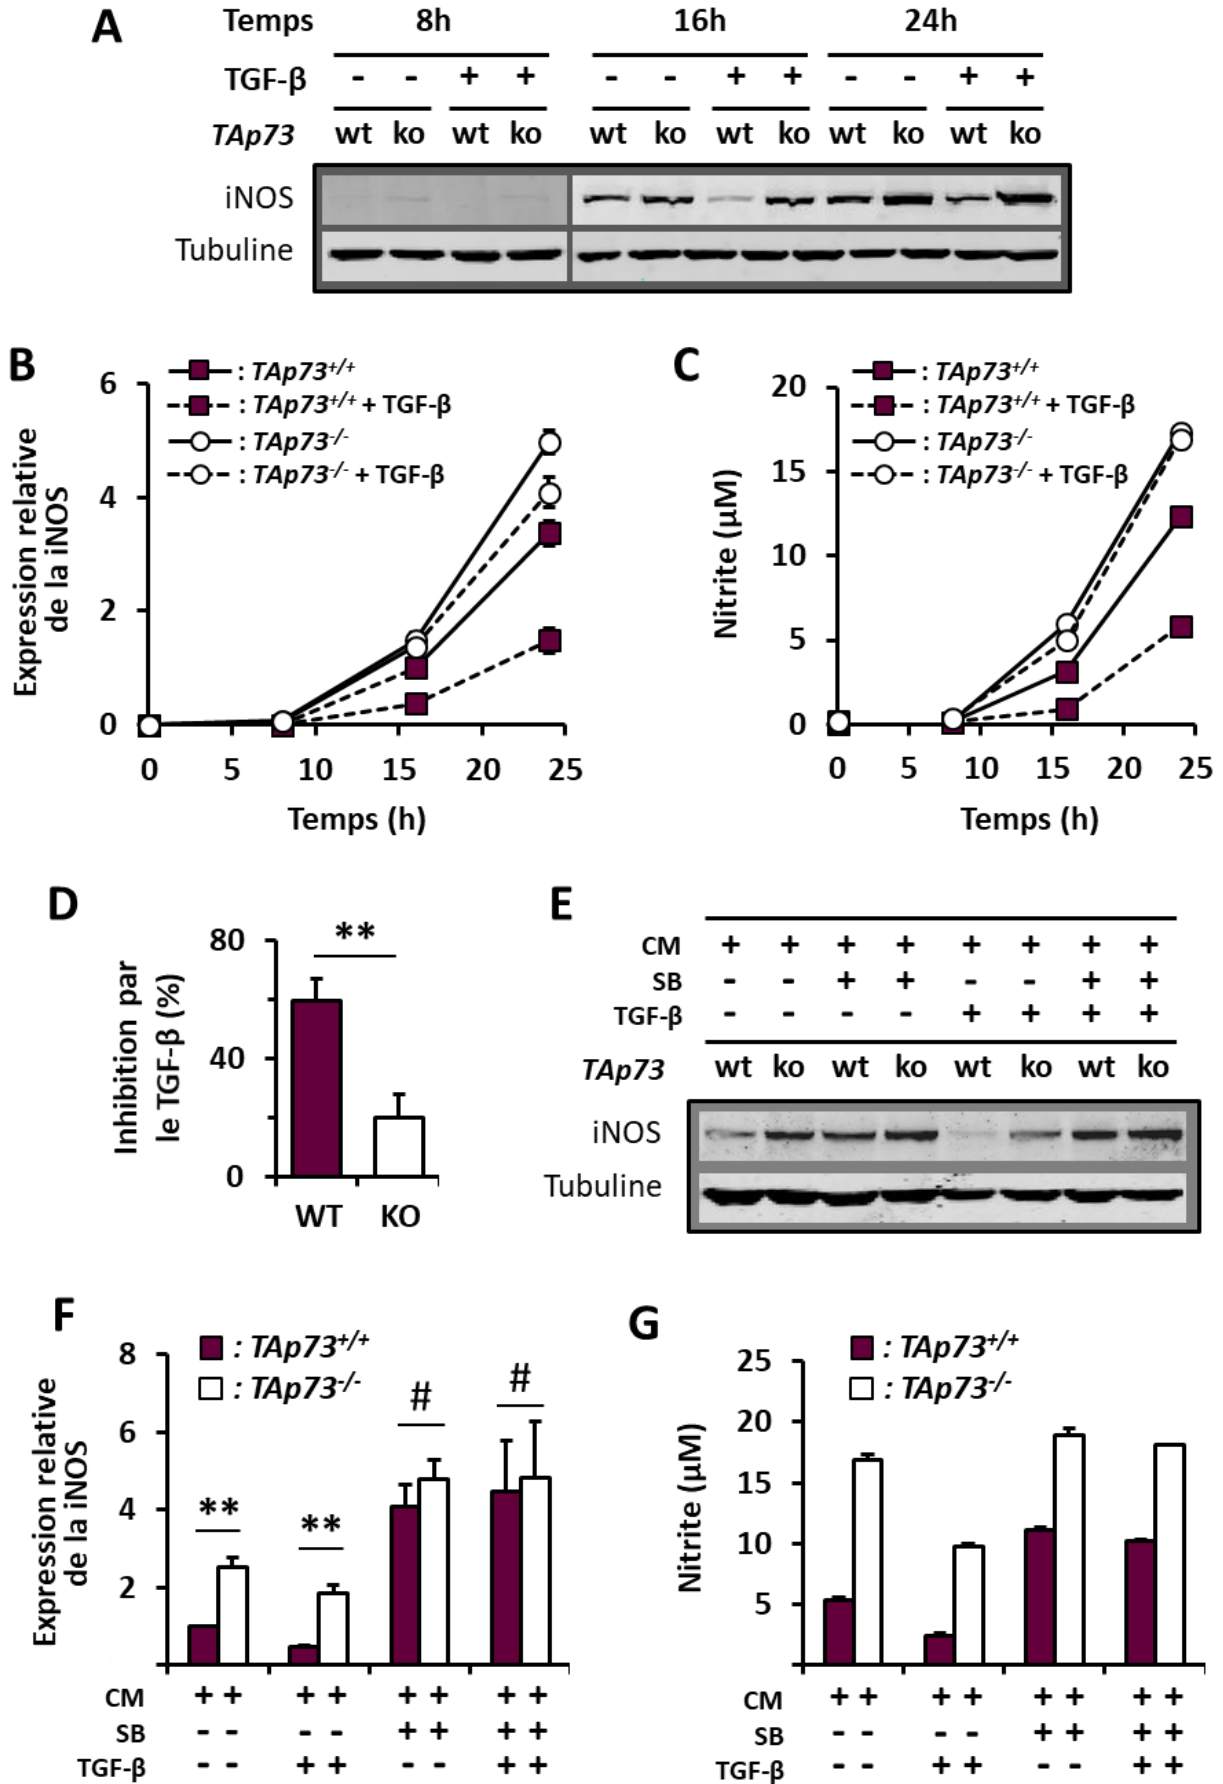 A
Temps 8h 16h 24h
TGF-β - - + + - - + + - - + +
TAp73 wt ko wt ko wt ko wt ko wt ko wt ko
iNOS
Tubuline
B
: TAp73+/+
: TAp73+/+ + TGF-β
: TAp73-/-
: TAp73-/- + TGF-β
Expression relative
de la iNOS
6
4
2
0
0 5 10 15 20 25
Temps (h)
C
: TAp73+/+
: TAp73+/+ + TGF-β
: TAp73-/-
: TAp73-/- + TGF-β
Nitrite (µM)
20
15
10
5
0
0 5 10 15 20 25
Temps (h)
D
Inhibition par
le TGF-β (%)
80
40
0
**
WT KO
E
CM + + + + + + + +
SB - - + + - - + +
TGF-β - - - - + + + +
TAp73 wt ko wt ko wt ko wt ko
iNOS
Tubuline
F
: TAp73+/+
: TAp73-/-
Expression relative
de la iNOS
8
6
4
2
** ** # #
CM + + + + + + + +
SB - - - - + + + +
TGF-β - - + + - - + +
G
: TAp73+/+
: TAp73-/-
Nitrite (µM)
25
20
15
10
5
CM + + + + + + + +
SB - - - - + + + +
TGF-β - - + + - - + +